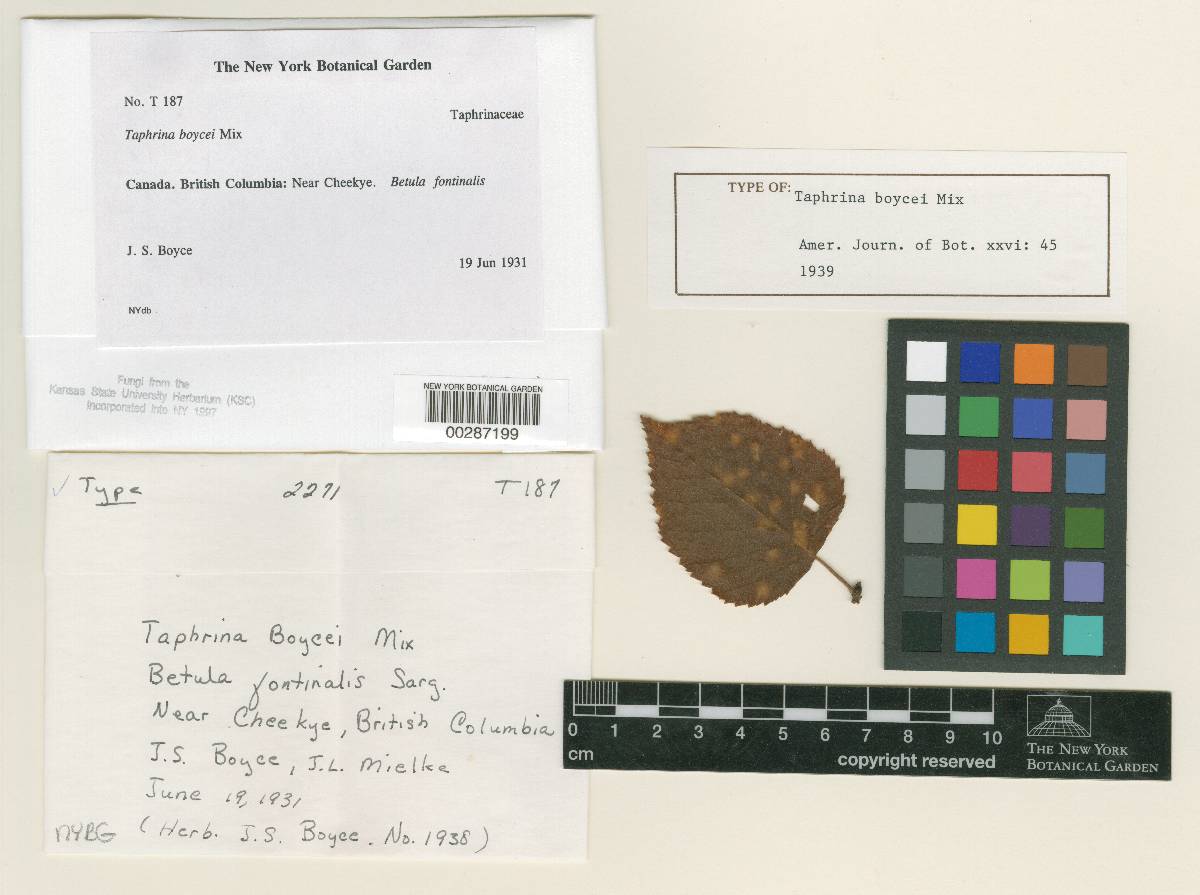 The New York Botanical Garden
No. T 187
Taphrinaceae
Taphrina boycei Mix
Canada. British Columbia: Near Cheekye. Betula fontinalis
J. S. Boyce
19 Jun 1931
NYdb
Fungi from the
Kansas State University Herbarium (KSC)
Incorporated into NY 1997
NEW YORK BOTANICAL GARDEN
00287199
✓ Type 2271 T187
Taphrina Boycei Mix
Betula fontinalis Sarg.
Near Cheekye, British Columbia
J.S. Boyce, J.L. Mielke
June 19, 1931
NYBG (Herb. J.S. Boyce. No. 1938)
TYPE OF: Taphrina boycei Mix
Amer. Journ. of Bot. xxvi: 45
1939
0 1 2 3 4 5 6 7 8 9 10
cm
copyright reserved
THE NEW YORK
BOTANICAL GARDEN